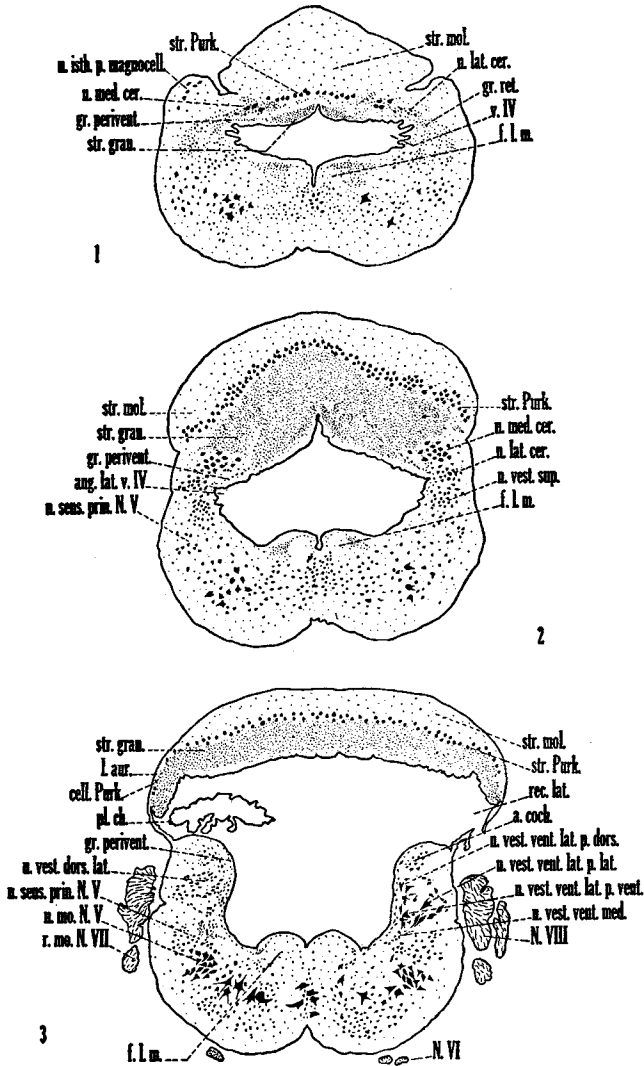 str. Purk.
n. isth. p. magnocell.
n. med. cer.
gr. perivent.
str. gran.
str. mol.
n. lat. cer.
gr. ret.
v. IV
f. l. m.
1
str. mol.
str. gran.
gr. perivent.
ang. lat. v. IV
n. sens. prin. N. V
str. Purk.
n. med. cer.
n. lat. cer.
n. vest. sup.
f. l. m.
2
str. gran.
l. aur.
cell. Purk.
pl. ch.
gr. perivent.
n. vest. dors. lat.
n. sens. prin. N. V
n. mo. N. V
r. mo. N. VII
str. mol.
str. Purk.
rec. lat.
a. coch.
n. vest. vent. lat. p. dors.
n. vest. vent. lat. p. lat.
n. vest. vent. lat. p. vent.
n. vest. vent. med.
N. VIII
3
f. l. m.
N. VI